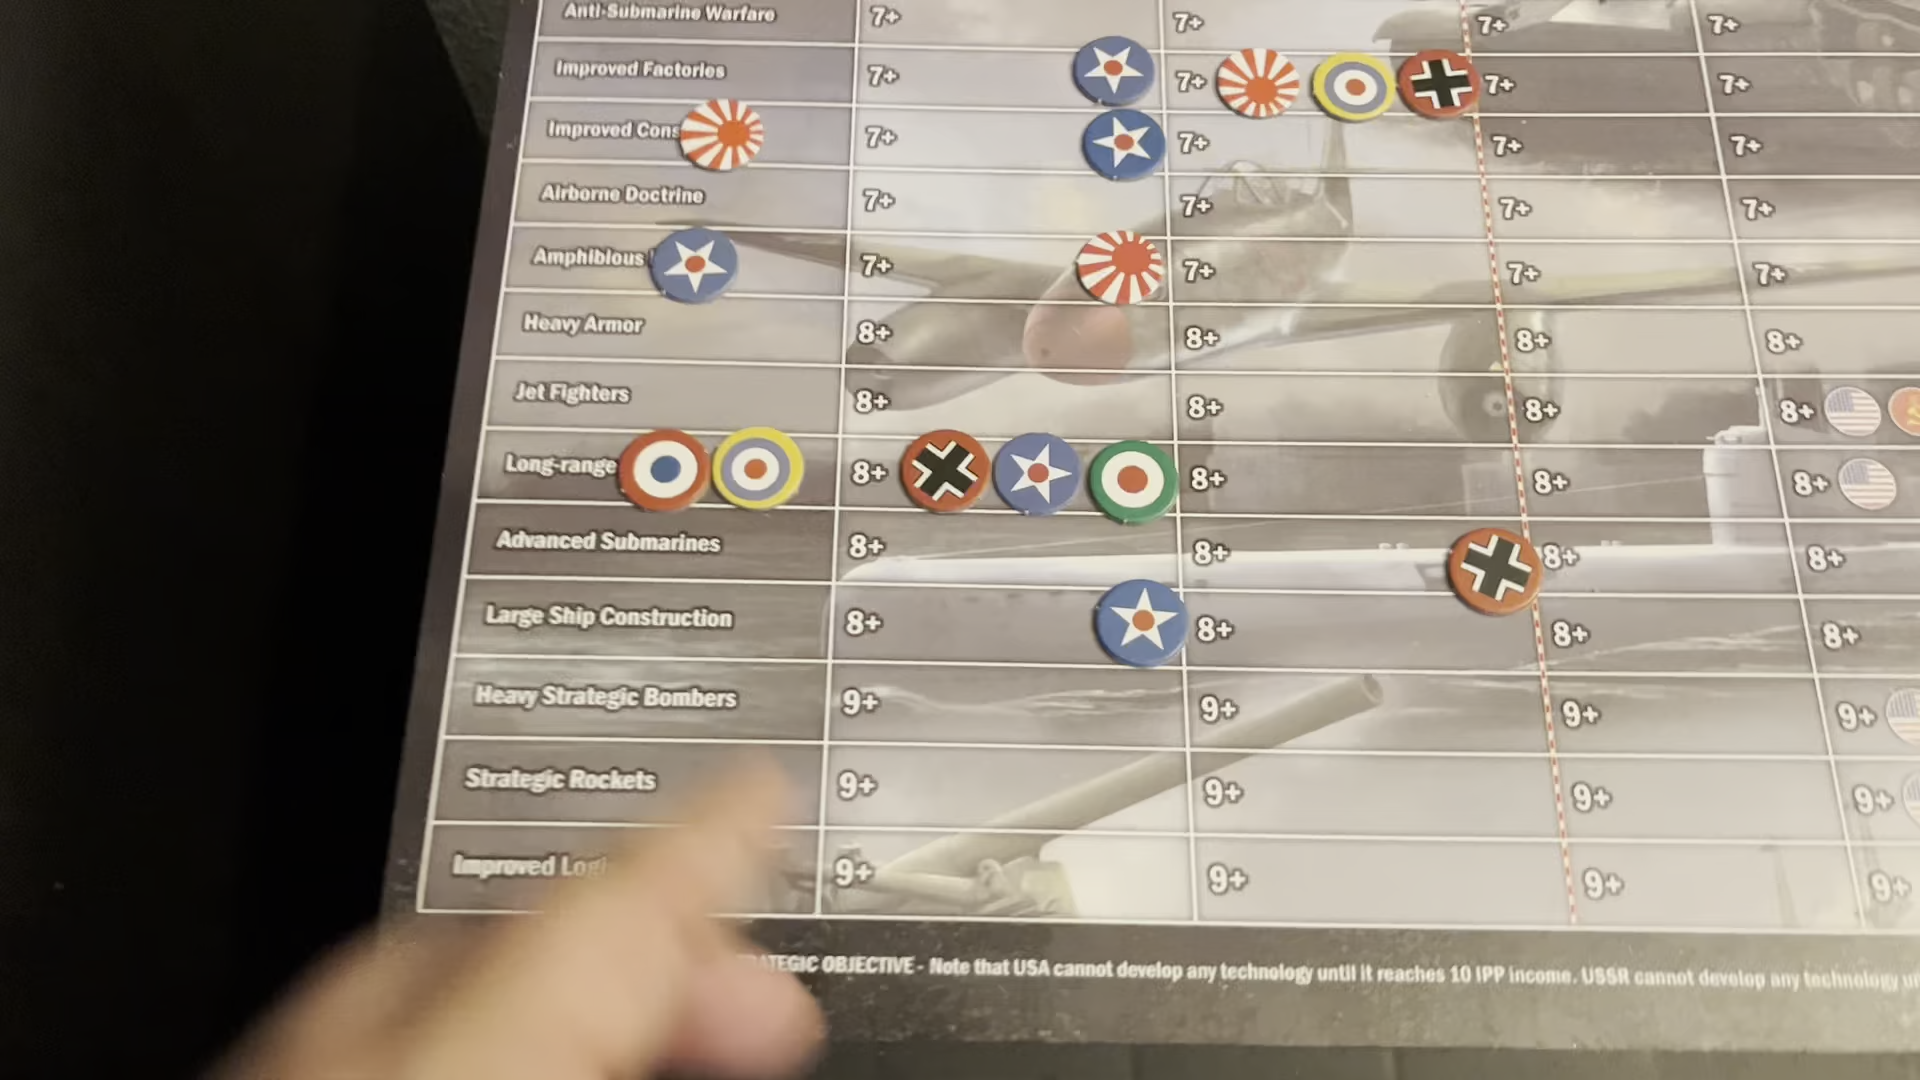 Anti-Submarine Warfare 7+ 7+ 7+ 7+
Improved Factories 7+ 7+ 7+ 7+
Improved Cons 7+ 7+ 7+ 7+
Airborne Doctrine 7+ 7+ 7+ 7+
Amphibious 7+ 7+ 7+ 7+
Heavy Armor 8+ 8+ 8+ 8+
Jet Fighters 8+ 8+ 8+ 8+
Long-range 8+ 8+ 8+ 8+
Advanced Submarines 8+ 8+ 8+ 8+
Large Ship Construction 8+ 8+ 8+ 8+
Heavy Strategic Bombers 9+ 9+ 9+ 9+
Strategic Rockets 9+ 9+ 9+ 9+
Improved Logi 9+ 9+ 9+ 9+
ATEGIC OBJECTIVE - Note that USA cannot develop any technology until it reaches 10 IPP income. USSR cannot develop any technology